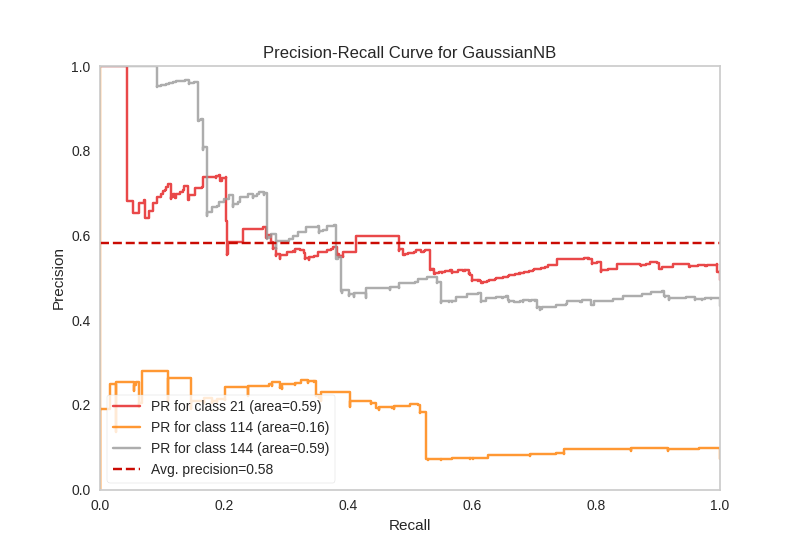 Precision-Recall Curve for GaussianNB
1.0
0.8
0.6
0.4
0.2
0.0
Precision
PR for class 21 (area=0.59)
PR for class 114 (area=0.16)
PR for class 144 (area=0.59)
Avg. precision=0.58
0.0 0.2 0.4 0.6 0.8 1.0
Recall